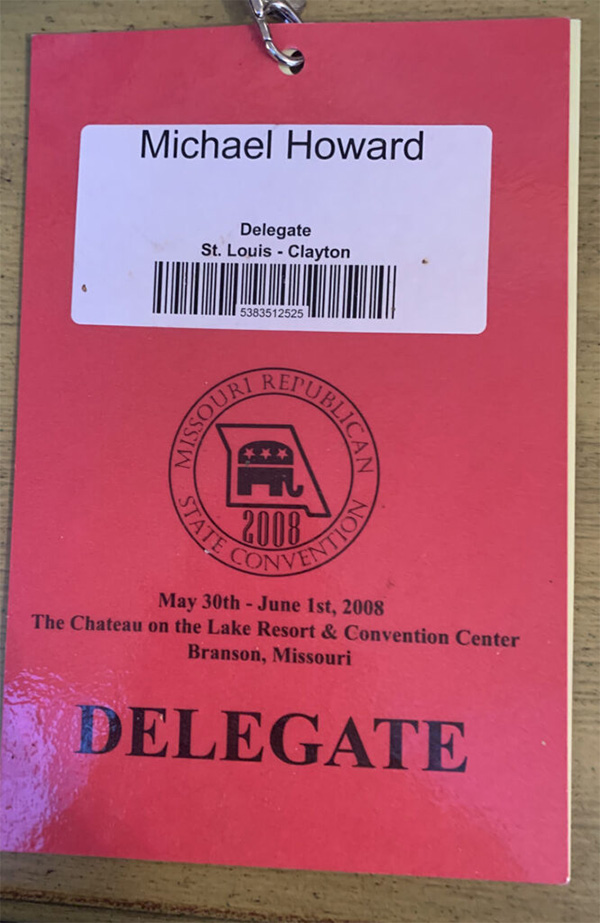 Michael Howard
Delegate
St. Louis - Clayton
5383512525
MISSOURI REPUBLICAN
2008
STATE CONVENTION
May 30th - June 1st, 2008
The Chateau on the Lake Resort & Convention Center
Branson, Missouri
DELEGATE